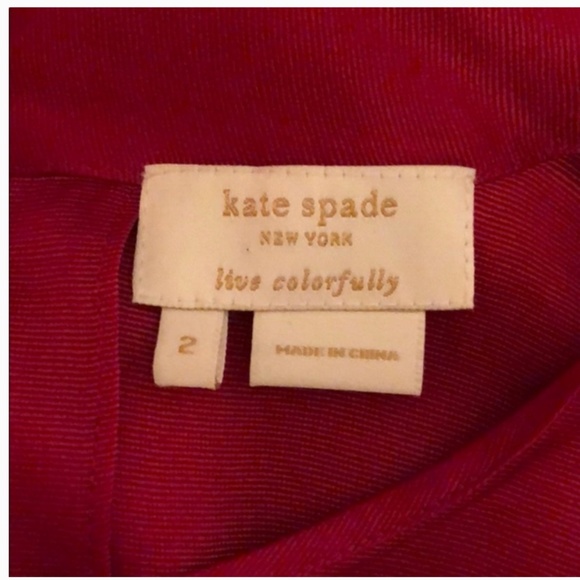 kate spade
NEW YORK
live colorfully
2
MADE IN CHINA